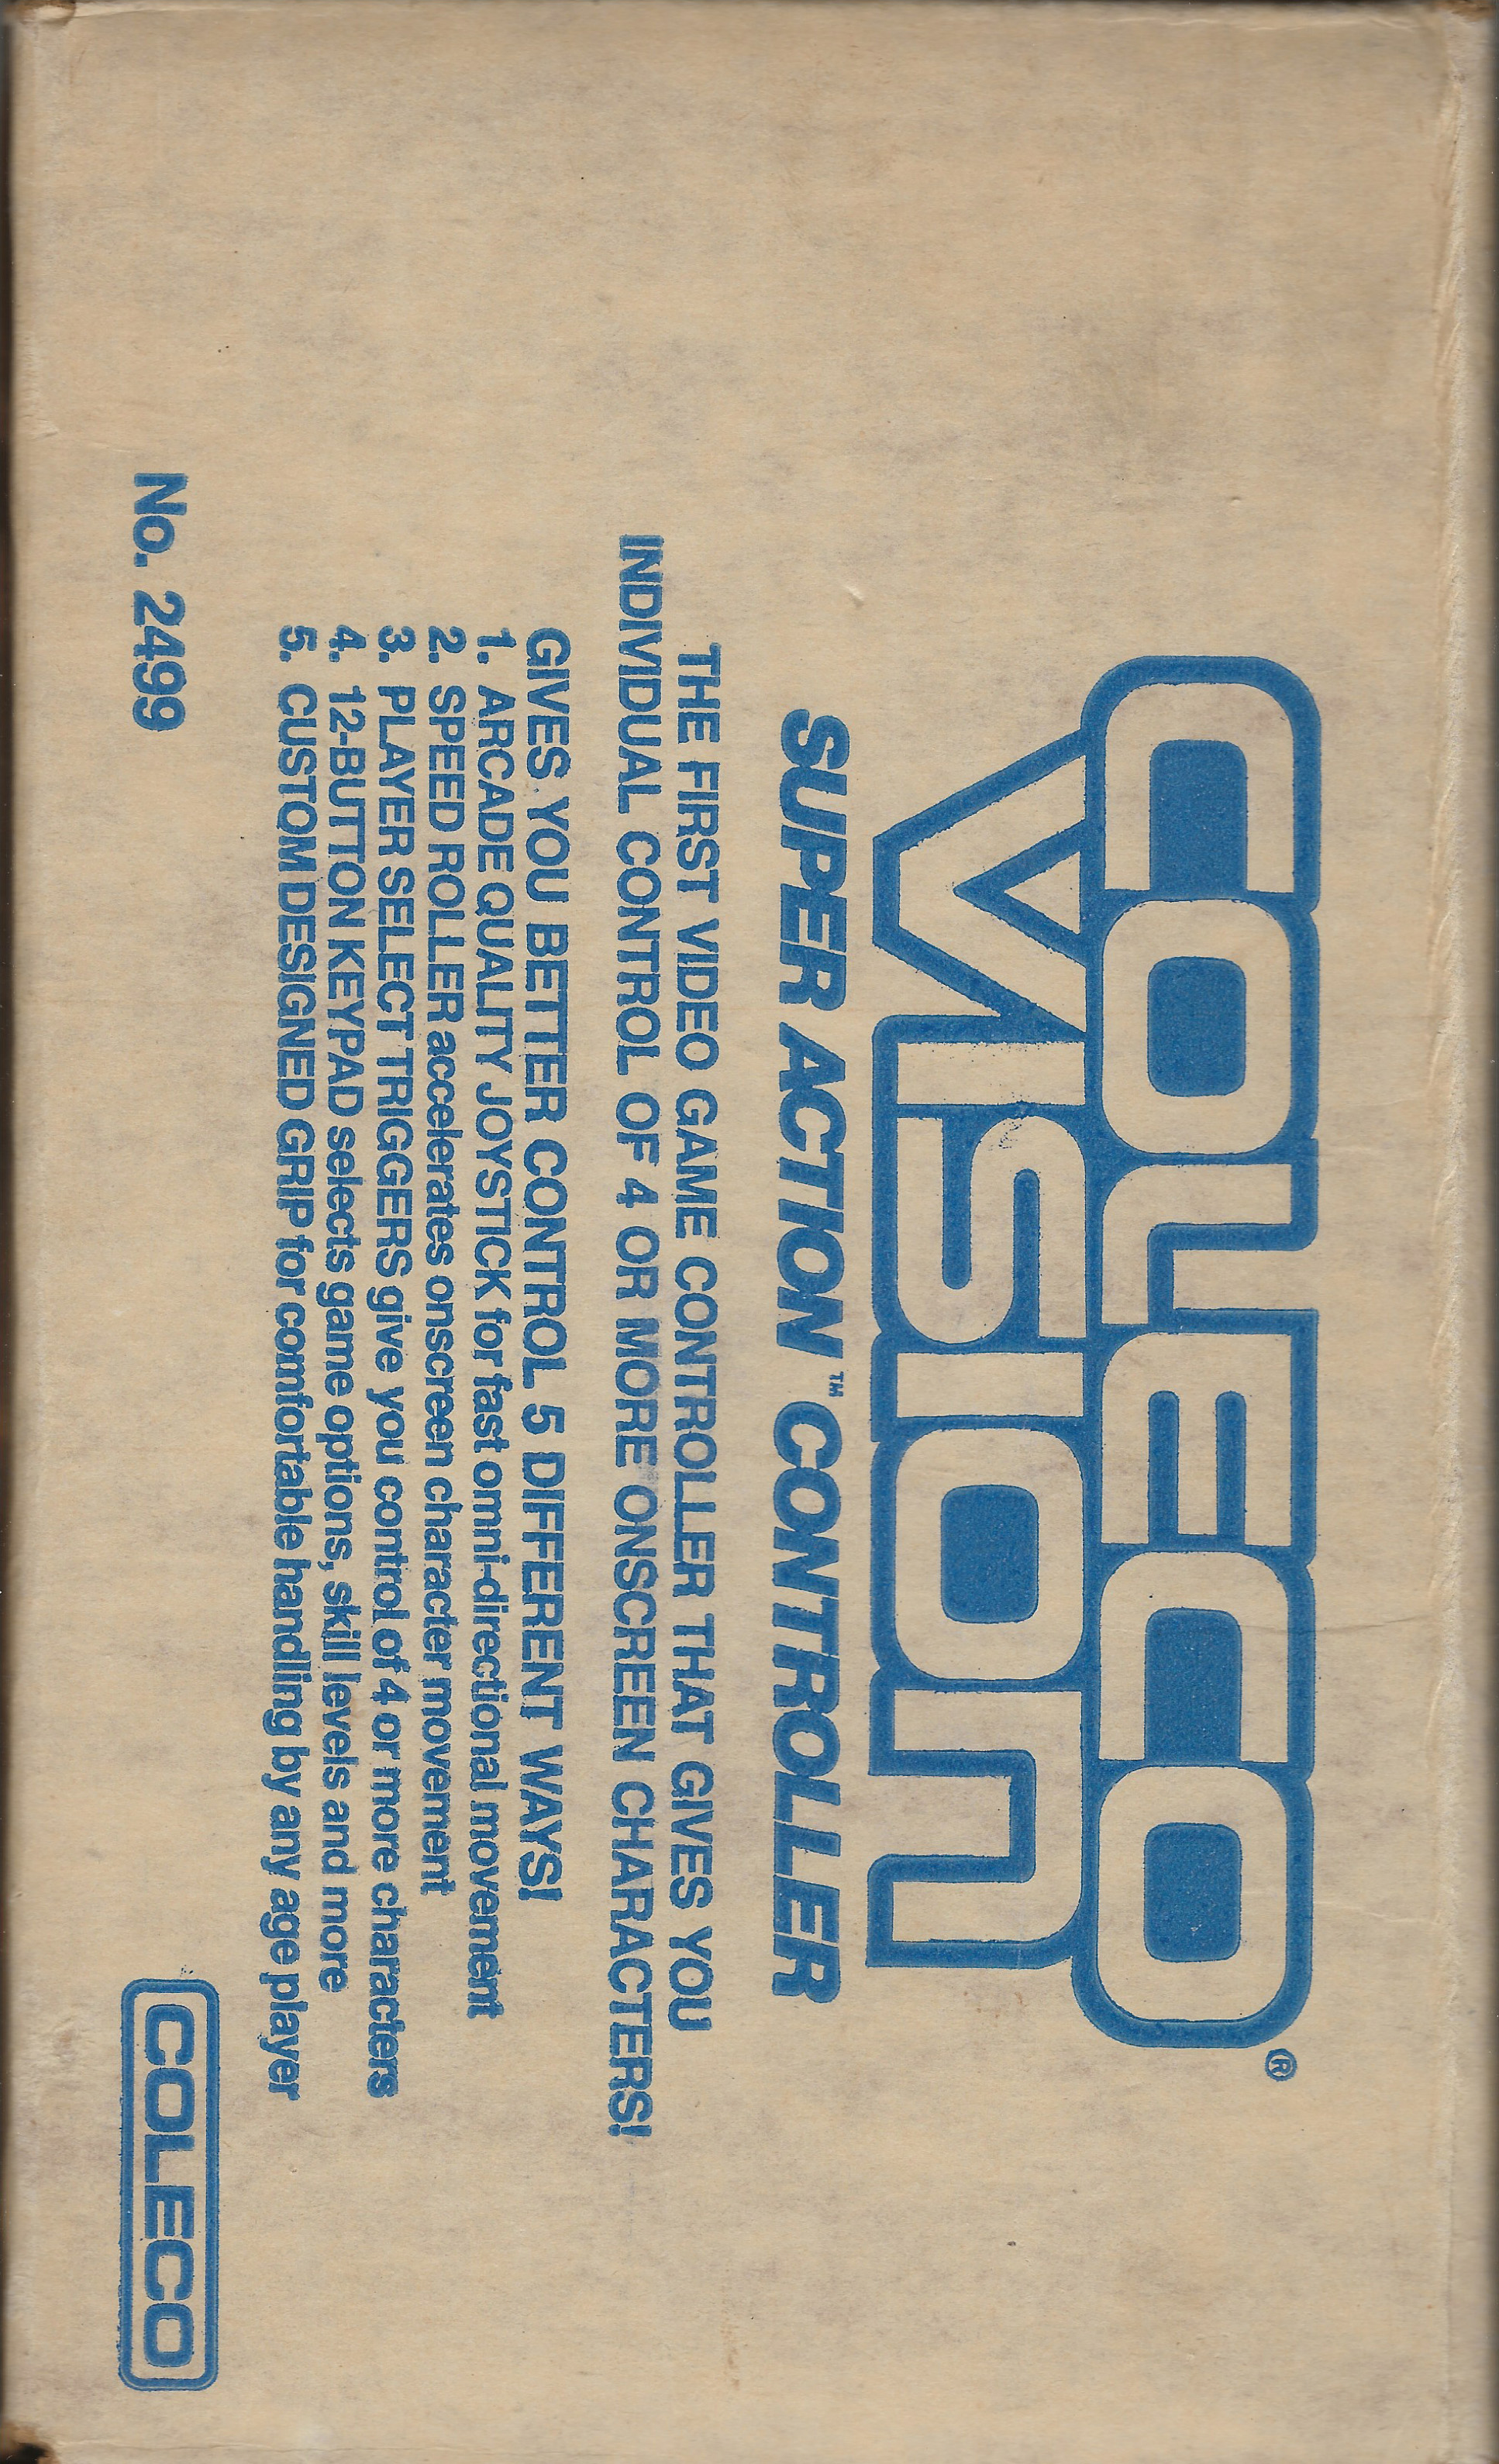 COLECO
VISION®
SUPER ACTION™ CONTROLLER
THE FIRST VIDEO GAME CONTROLLER THAT GIVES YOU
INDIVIDUAL CONTROL OF 4 OR MORE ONSCREEN CHARACTERS!
GIVES YOU BETTER CONTROL 5 DIFFERENT WAYS!
1. ARCADE QUALITY JOYSTICK for fast omni-directional movement
2. SPEED ROLLER accelerates onscreen character movement
3. PLAYER SELECT TRIGGERS give you control of 4 or more characters
4. 12-BUTTON KEYPAD selects game options, skill levels and more
5. CUSTOM DESIGNED GRIP for comfortable handling by any age player
No. 2499
COLECO